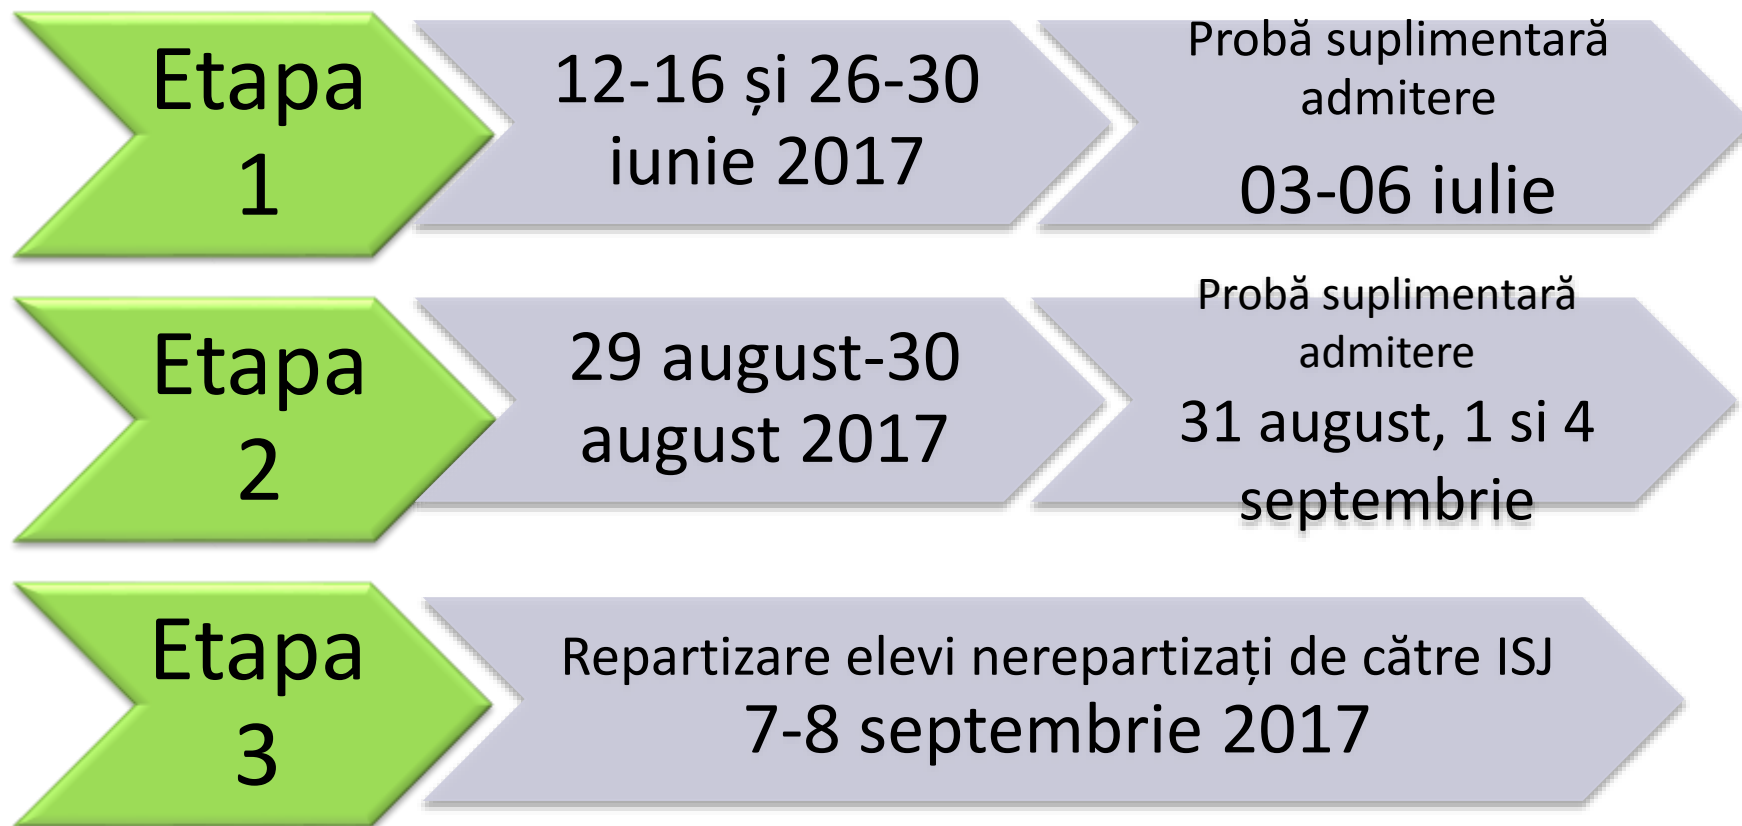 Etapa
1
12-16 și 26-30
iunie 2017
Probă suplimentară
admitere
03-06 iulie
Etapa
2
29 august-30
august 2017
Probă suplimentară
admitere
31 august, 1 si 4
septembrie
Etapa
3
Repartizare elevi nerepartizați de către ISJ
7-8 septembrie 2017